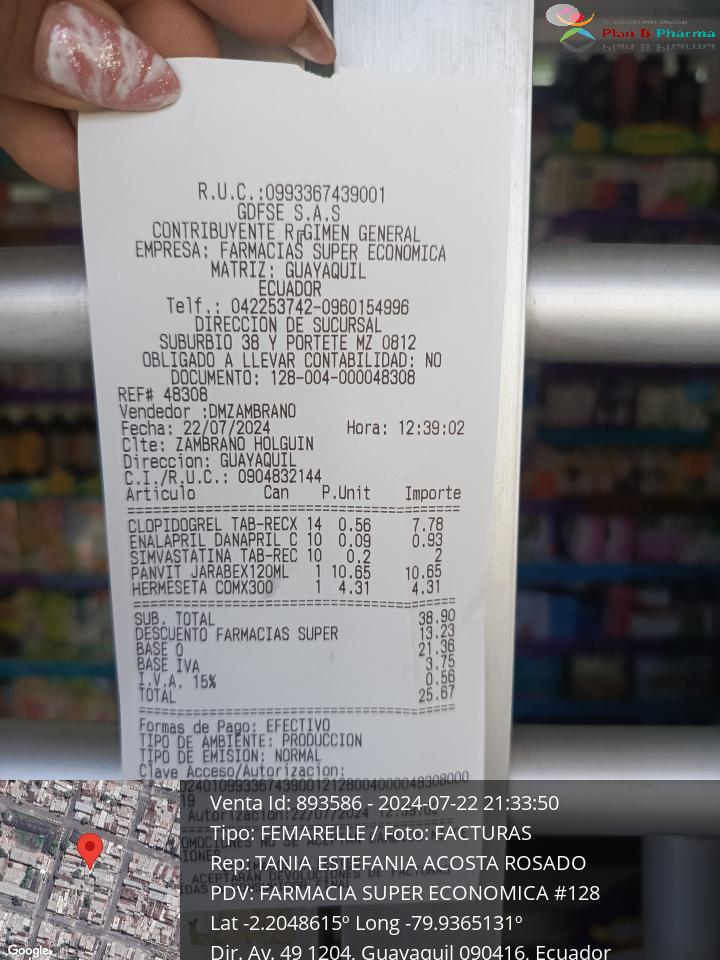 Plan B Pharma
R.U.C.:0993367439001
GDFSE S.A.S
CONTRIBUYENTE RÉGIMEN GENERAL
EMPRESA: FARMACIAS SUPER ECONOMICA
MATRIZ: GUAYAQUIL
ECUADOR
Telf.: 042253742-0960154996
DIRECCION DE SUCURSAL
SUBURBIO 38 Y PORTETE MZ 0812
OBLIGADO A LLEVAR CONTABILIDAD: NO
DOCUMENTO: 128-004-000048308
REF# 48308
Vendedor :DMZAMBRANO
Fecha: 22/07/2024 Hora: 12:39:02
Clte: ZAMBRANO HOLGUIN
Direccion: GUAYAQUIL
C.I./R.U.C.: 0904832144
Articulo Can P.Unit Importe
CLOPIDOGREL TAB-RECX 14 0.56 7.78
ENALAPRIL DANAPRIL C 10 0.09 0.93
SIMVASTATINA TAB-REC 10 0.2 2
PANVIT JARABEX120ML 1 10.65 10.65
HERMESETA COMX300 1 4.31 4.31
SUB. TOTAL 38.90
DESCUENTO FARMACIAS SUPER 13.23
BASE 0 21.36
BASE IVA 3.75
I.V.A. 15% 0.56
TOTAL 25.67
Formas de Pago: EFECTIVO
TIPO DE AMBIENTE: PRODUCCION
TIPO DE EMISION: NORMAL
Clave Acceso/Autorizacion:
Venta Id: 893586 - 2024-07-22 21:33:50
Tipo: FEMARELLE / Foto: FACTURAS
Rep: TANIA ESTEFANIA ACOSTA ROSADO
PDV: FARMACIA SUPER ECONOMICA #128
Lat -2.2048615º Long -79.9365131º
Dir. Av. 49 1204, Guayaquil 090416, Ecuador
Google